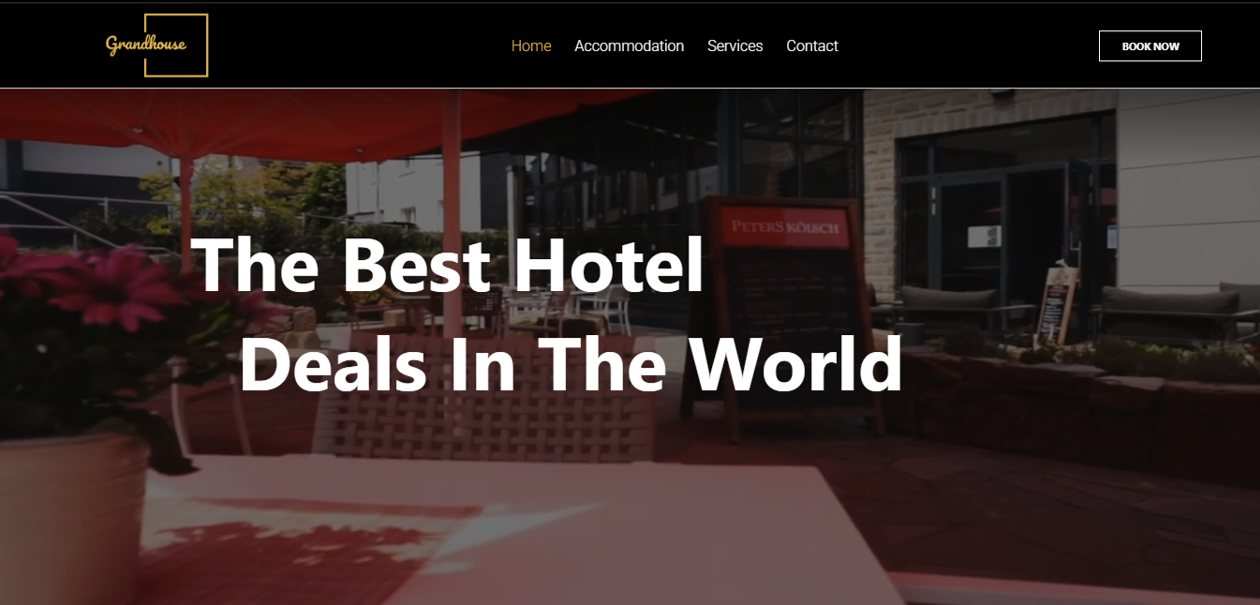 Grandhouse
Home Accommodation Services Contact
BOOK NOW
PETERS KÖLSCH
The Best Hotel
Deals In The World